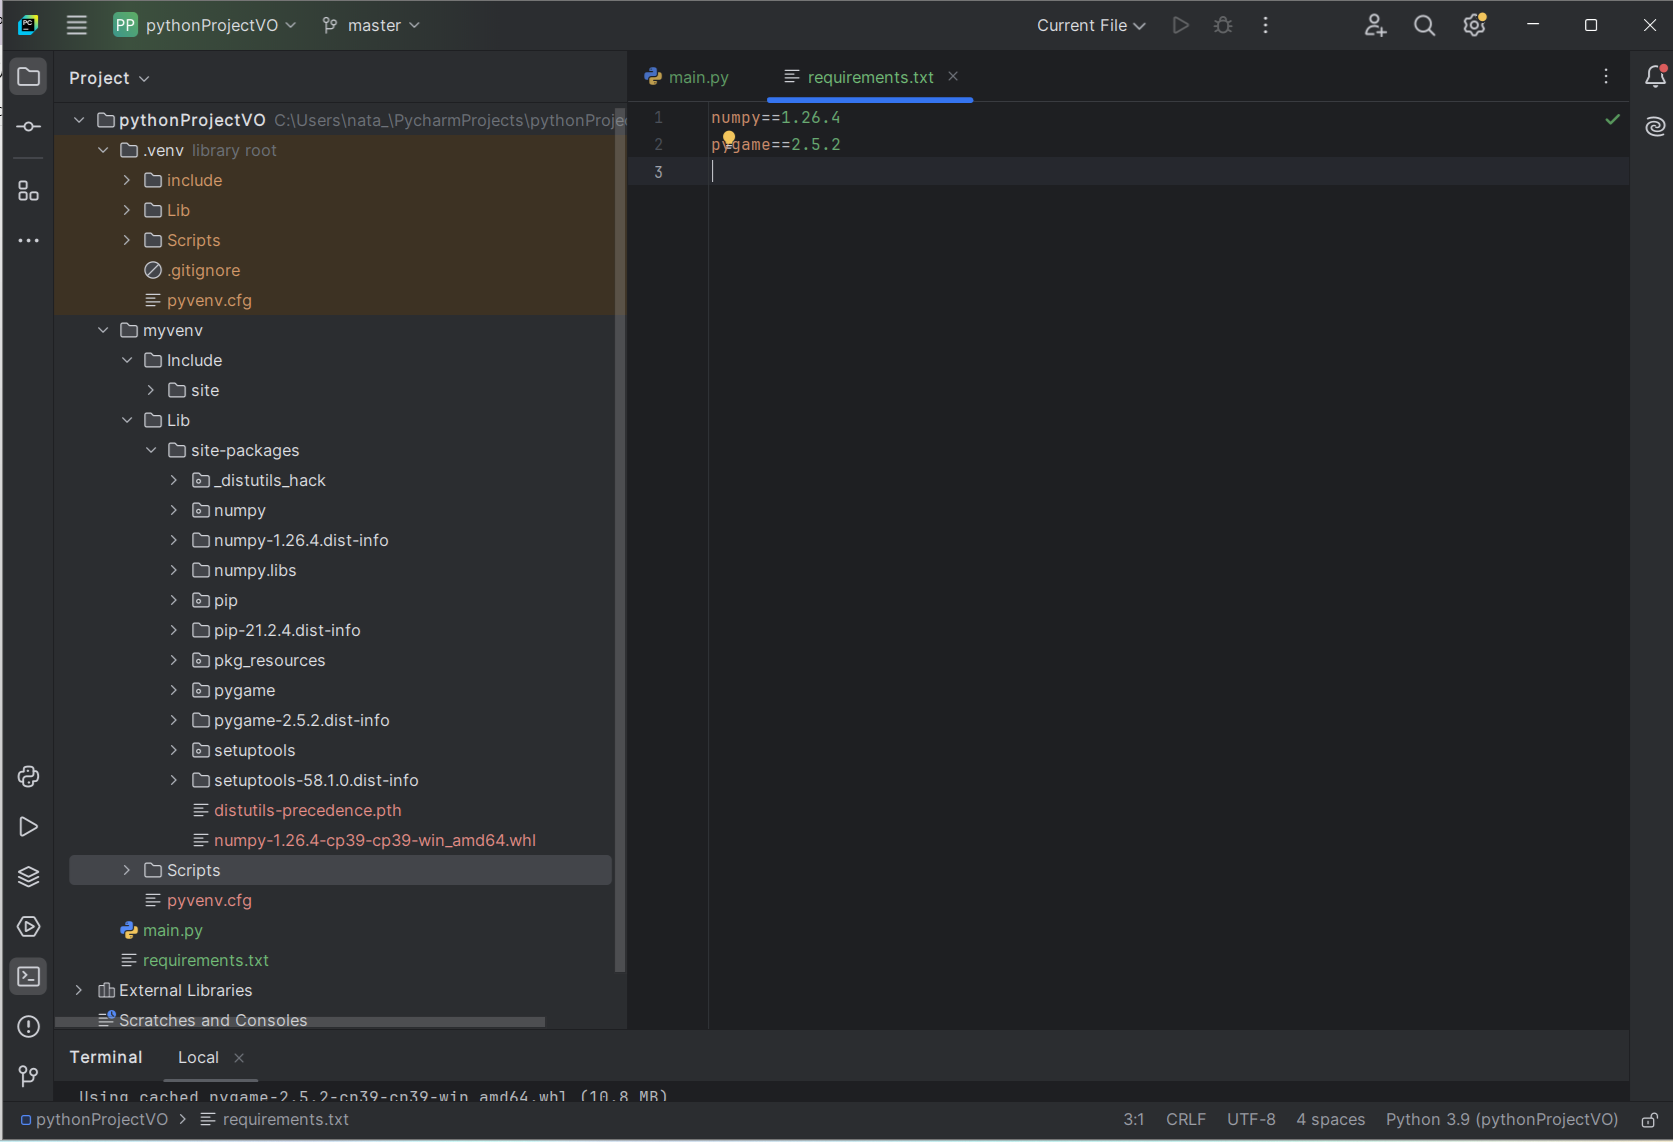 PP pythonProjectVO master Current File
Project
main.py requirements.txt
pythonProjectVO C:\Users\nata_\PycharmProjects\pythonProje
.venv library root
include
Lib
Scripts
.gitignore
pyvenv.cfg
myvenv
Include
site
Lib
site-packages
_distutils_hack
numpy
numpy-1.26.4.dist-info
numpy.libs
pip
pip-21.2.4.dist-info
pkg_resources
pygame
pygame-2.5.2.dist-info
setuptools
setuptools-58.1.0.dist-info
distutils-precedence.pth
numpy-1.26.4-cp39-cp39-win_amd64.whl
Scripts
pyvenv.cfg
main.py
requirements.txt
External Libraries
Scratches and Consoles
1 numpy==1.26.4
2 pygame==2.5.2
3
Terminal Local
Using cached pygame-2.5.2-cp39-cp39-win_amd64.whl (10.8 MB)
pythonProjectVO > requirements.txt 3:1 CRLF UTF-8 4 spaces Python 3.9 (pythonProjectVO)